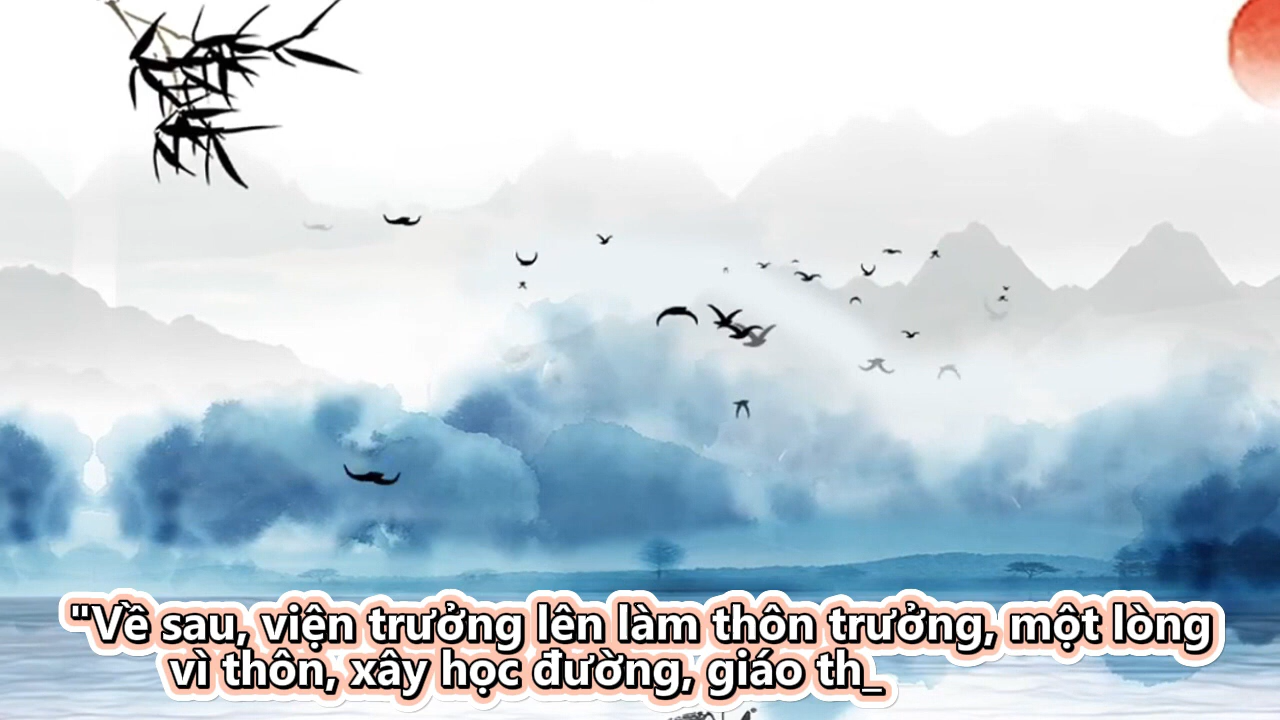 "Về sau, viện trưởng lên làm thôn trưởng, một lòng
vì thôn, xây học đường, giáo th_